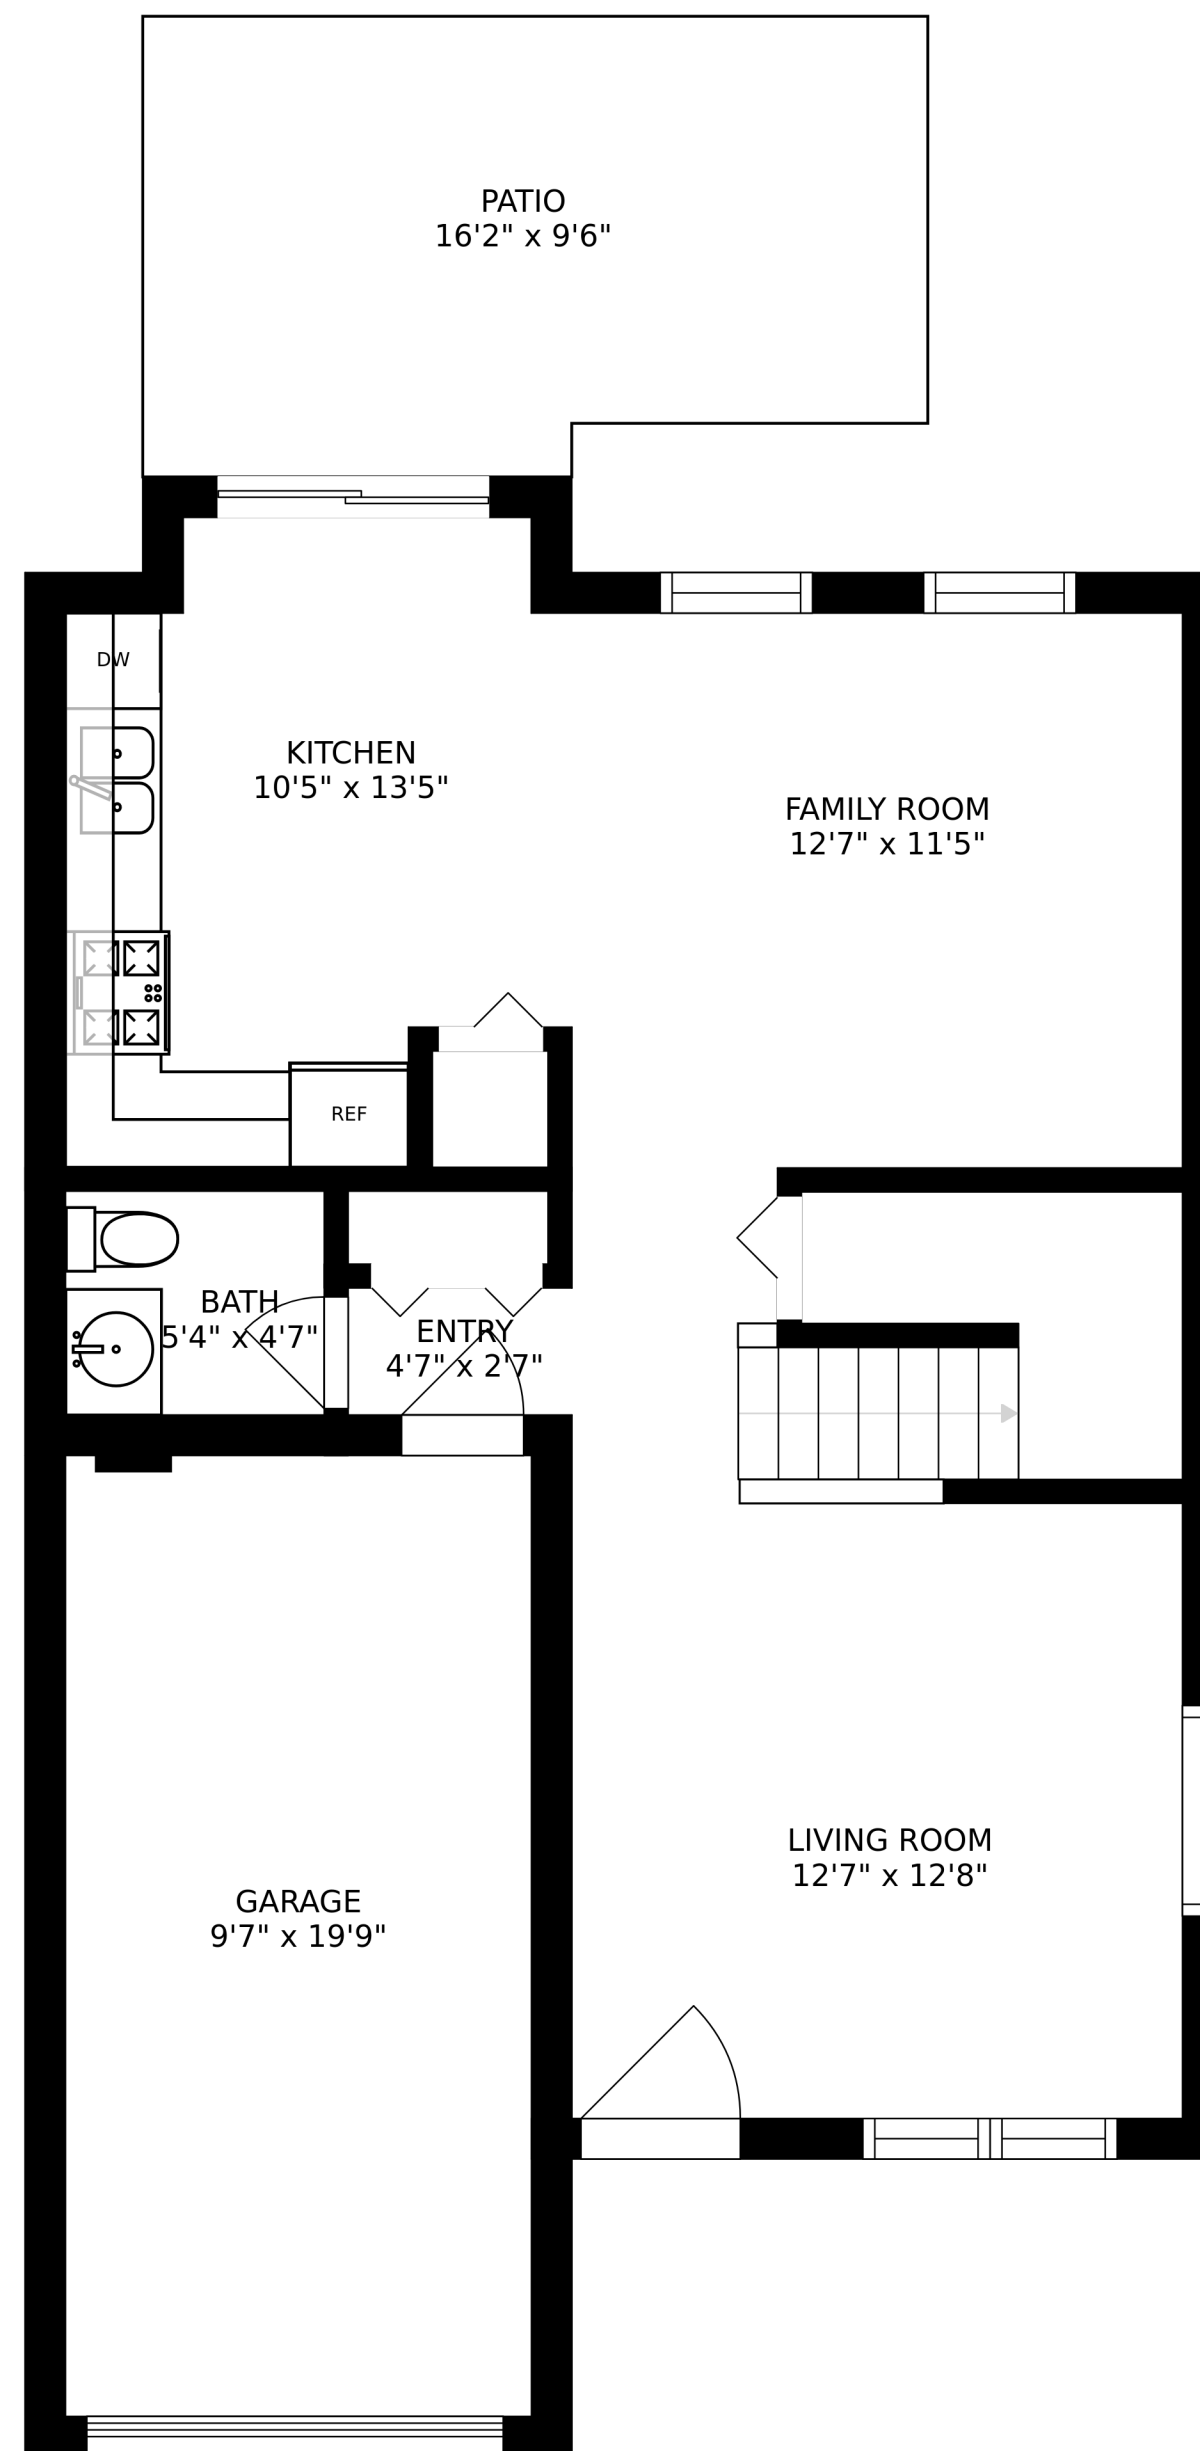 PATIO
16'2" x 9'6"
DW
KITCHEN
10'5" x 13'5"
FAMILY ROOM
12'7" x 11'5"
REF
BATH
5'4" x 4'7"
ENTRY
4'7" x 2'7"
LIVING ROOM
12'7" x 12'8"
GARAGE
9'7" x 19'9"